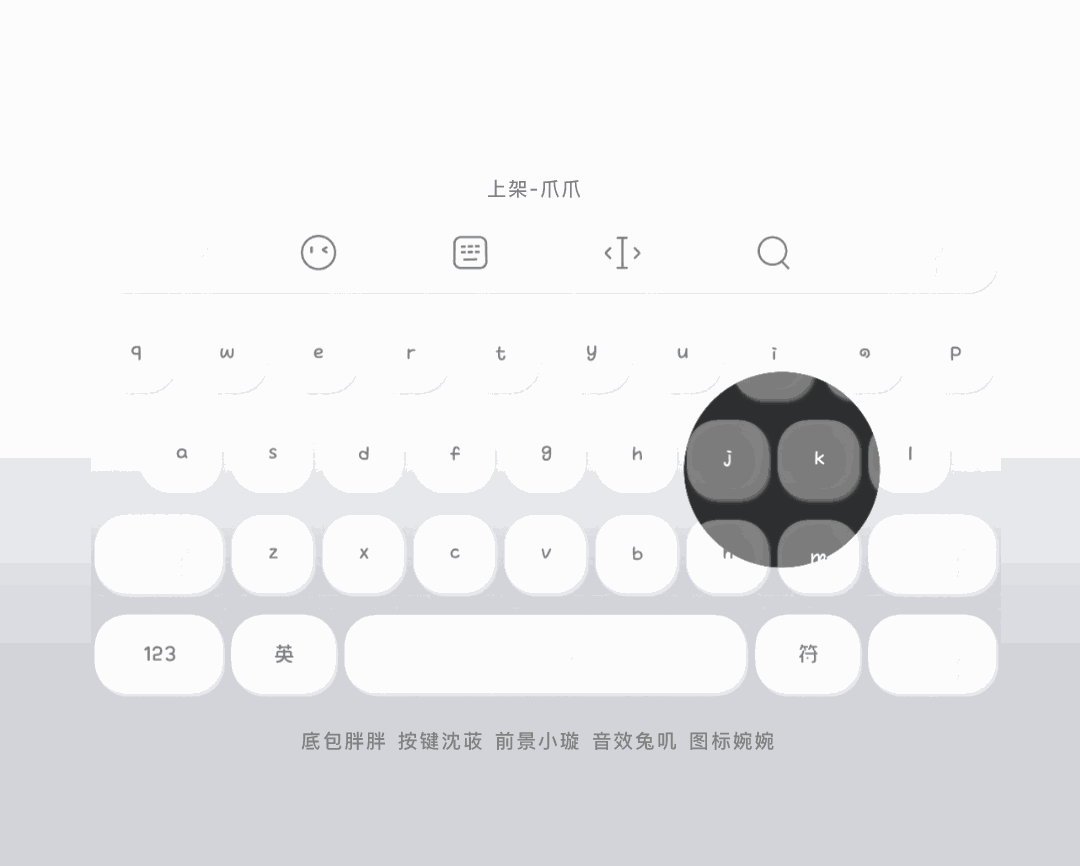 上架-爪爪
q w e r t y u i o p
a s d f g h j k l
z x c v b n m
123 英 符
底包胖胖 按键沈莜 前景小璇 音效兔叽 图标婉婉